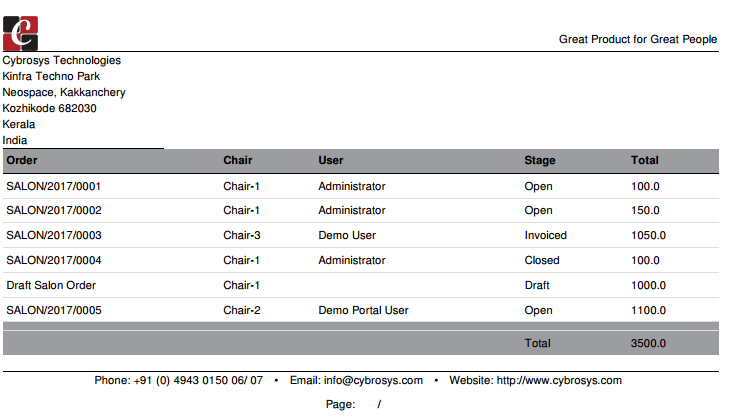 C
Great Product for Great People
Cybrosys Technologies
Kinfra Techno Park
Neospace, Kakkanchery
Kozhikode 682030
Kerala
India
Order Chair User Stage Total
SALON/2017/0001 Chair-1 Administrator Open 100.0
SALON/2017/0002 Chair-1 Administrator Open 150.0
SALON/2017/0003 Chair-3 Demo User Invoiced 1050.0
SALON/2017/0004 Chair-1 Administrator Closed 100.0
Draft Salon Order Chair-1 Draft 1000.0
SALON/2017/0005 Chair-2 Demo Portal User Open 1100.0
Total 3500.0
Phone: +91 (0) 4943 0150 06/ 07 • Email: info@cybrosys.com • Website: http://www.cybrosys.com
Page: /